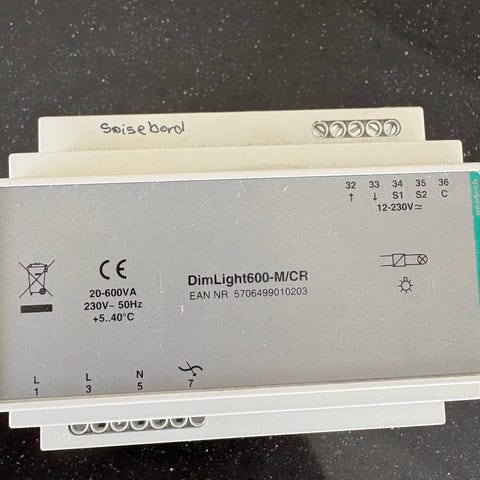 Spisebord
32 33 34 35 36
↑ ↓ S1 S2 C
12-230V≂
CE
20-600VA
230V~ 50Hz
+5..40°C
DimLight600-M/CR
EAN NR 5706499010203
L L N
1 3 5 7